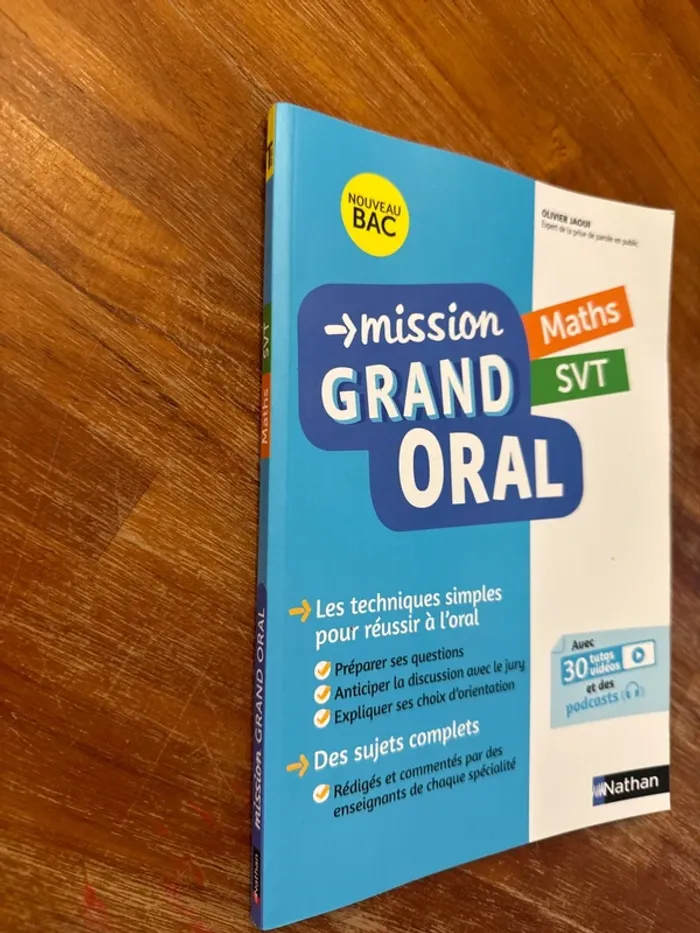 NOUVEAU
BAC
OLIVIER JAOUI
Expert de la prise de parole en public
mission
GRAND
ORAL
Maths
SVT
Les techniques simples
pour réussir à l'oral
Préparer ses questions
Anticiper la discussion avec le jury
Expliquer ses choix d'orientation
Des sujets complets
Rédigés et commentés par des
enseignants de chaque spécialité
Avec
30 tutos
vidéos
et des
podcasts
Nathan
Maths SVT
mission GRAND ORAL
Nathan